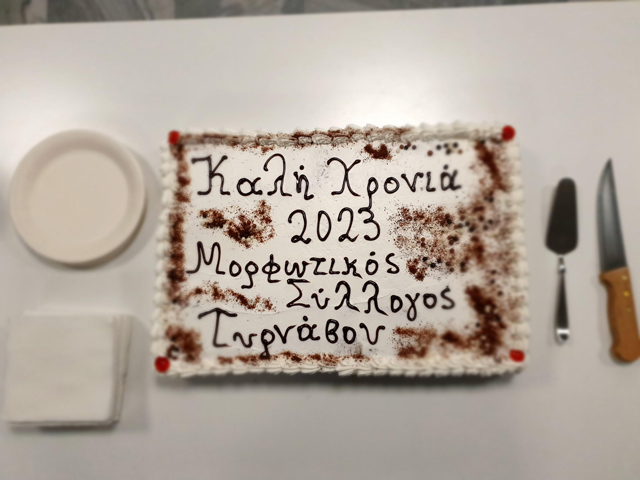 Καλή Χρονιά
2023
Μορφωτικός
Σύλλογος
Τυρνάβου